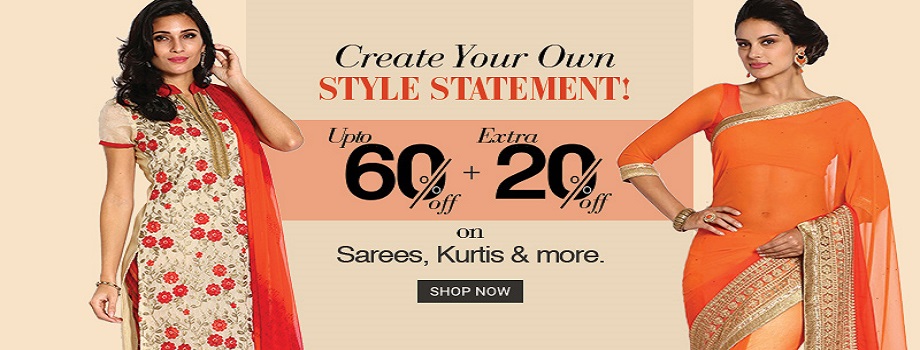 Create Your Own
STYLE STATEMENT!
Upto Extra
60% off + 20% off
on
Sarees, Kurtis & more.
SHOP NOW